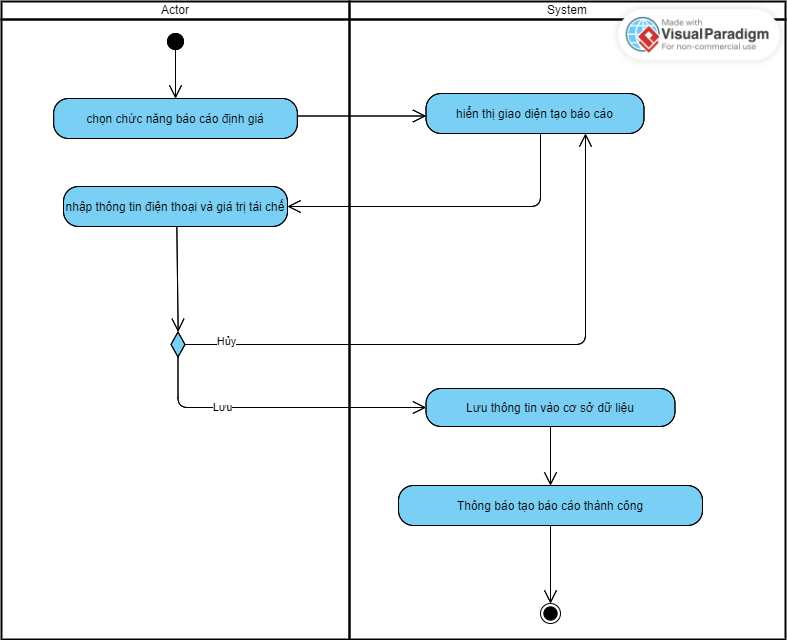 Actor
System
Made with
Visual Paradigm
For non-commercial use
chọn chức năng báo cáo định giá
hiển thị giao diện tạo báo cáo
nhập thông tin điện thoại và giá trị tái chế
Hủy
Lưu
Lưu thông tin vào cơ sở dữ liệu
Thông báo tạo báo cáo thành công